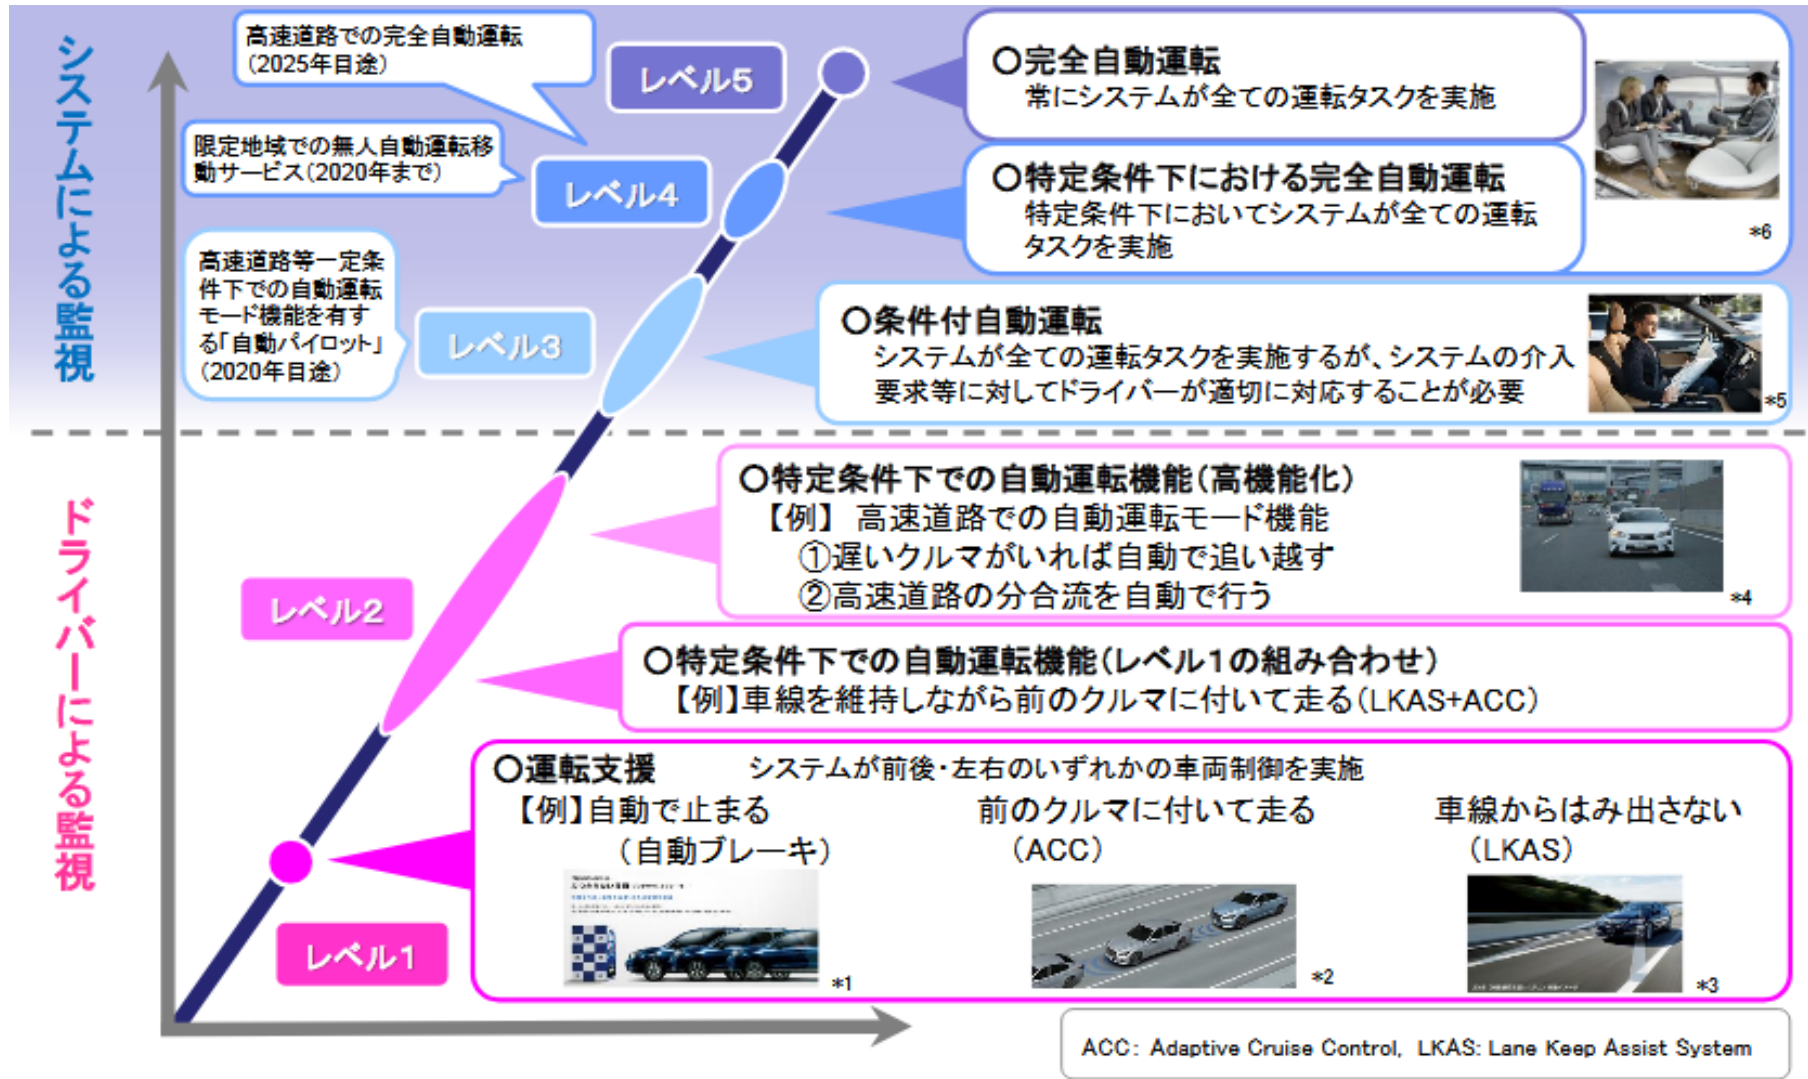 システムによる監視
高速道路での完全自動運転
(2025年目途)
レベル5
〇完全自動運転
常にシステムが全ての運転タスクを実施
限定地域での無人自動運転移
動サービス(2020年まで)
レベル4
〇特定条件下における完全自動運転
特定条件下においてシステムが全ての運転
タスクを実施
*6
高速道路等一定条
件下での自動運転
モード機能を有す
る「自動パイロット」
(2020年目途)
レベル3
〇条件付自動運転
システムが全ての運転タスクを実施するが、システムの介入
要求等に対してドライバーが適切に対応することが必要
*5
ドライバーによる監視
〇特定条件下での自動運転機能(高機能化)
【例】 高速道路での自動運転モード機能
①遅いクルマがいれば自動で追い越す
②高速道路の分合流を自動で行う
*4
レベル2
〇特定条件下での自動運転機能(レベル1の組み合わせ)
【例】車線を維持しながら前のクルマに付いて走る(LKAS+ACC)
〇運転支援 システムが前後・左右のいずれかの車両制御を実施
【例】自動で止まる
(自動ブレーキ)
*1
前のクルマに付いて走る
(ACC)
*2
車線からはみ出さない
(LKAS)
*3
レベル1
ACC: Adaptive Cruise Control, LKAS: Lane Keep Assist System